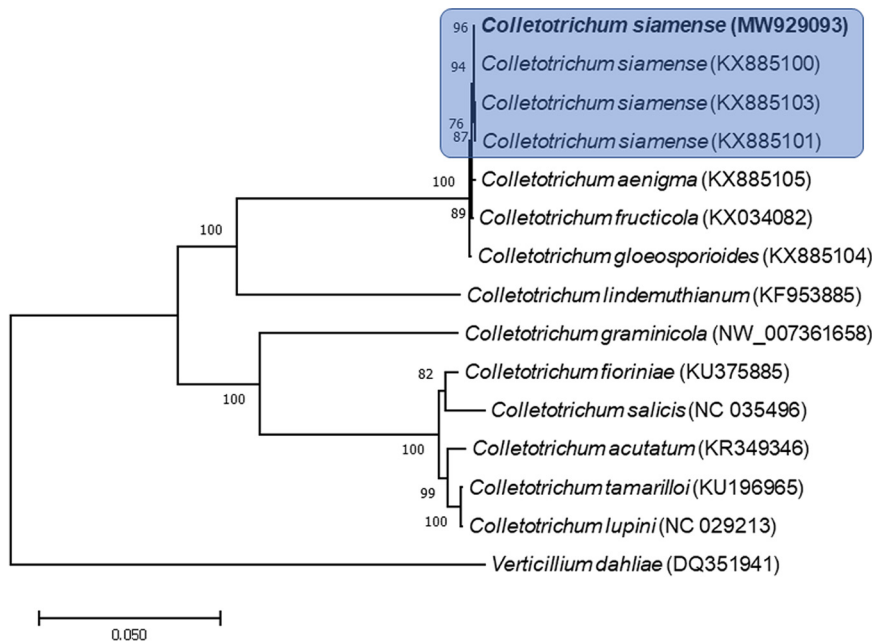 96 Colletotrichum siamense (MW929093)
94 Colletotrichum siamense (KX885100)
Colletotrichum siamense (KX885103)
76
87 Colletotrichum siamense (KX885101)
100 Colletotrichum aenigma (KX885105)
89 Colletotrichum fructicola (KX034082)
100
Colletotrichum gloeosporioides (KX885104)
Colletotrichum lindemuthianum (KF953885)
Colletotrichum graminicola (NW_007361658)
82 Colletotrichum fioriniae (KU375885)
100
Colletotrichum salicis (NC 035496)
100 Colletotrichum acutatum (KR349346)
99 Colletotrichum tamarilloi (KU196965)
100 Colletotrichum lupini (NC 029213)
Verticillium dahliae (DQ351941)
0.050